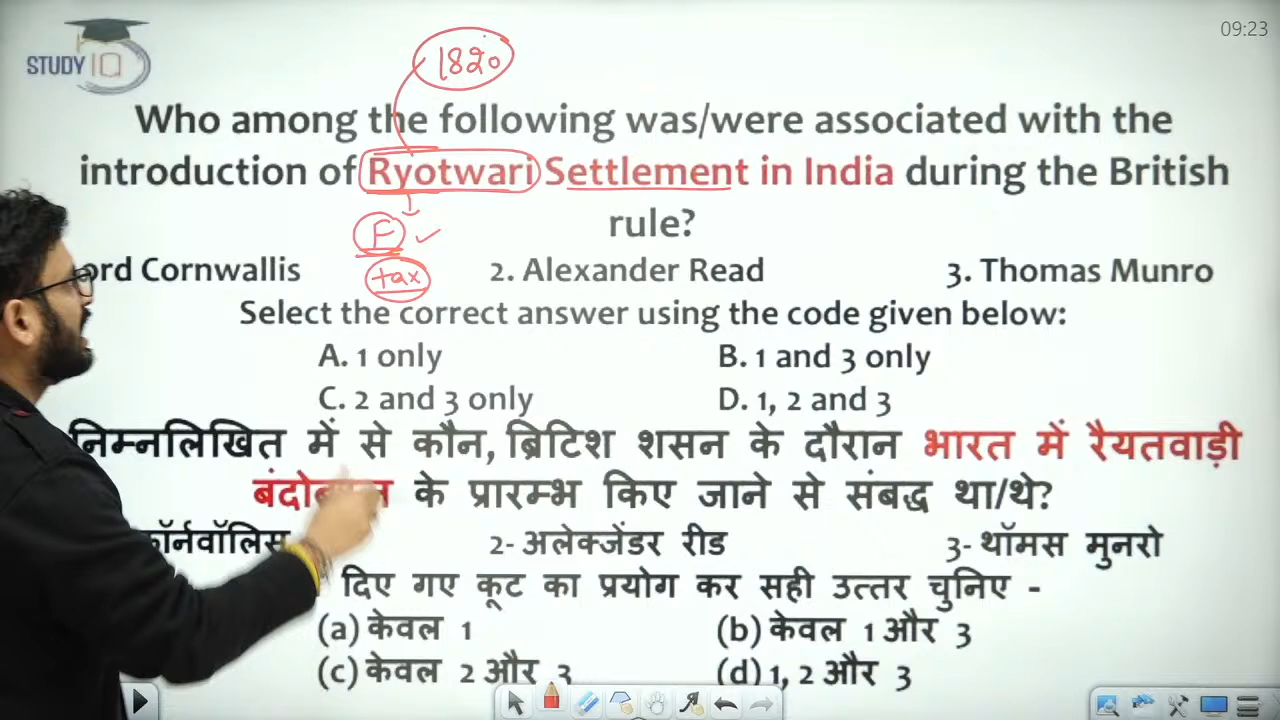 STUDY IQ
09:23
1820
Who among the following was/were associated with the
introduction of Ryotwari Settlement in India during the British
rule?
F
tax
ord Cornwallis 2. Alexander Read 3. Thomas Munro
Select the correct answer using the code given below:
A. 1 only B. 1 and 3 only
C. 2 and 3 only D. 1, 2 and 3
निम्नलिखित में से कौन, ब्रिटिश शसन के दौरान भारत में रैयतवाड़ी
के प्रारम्भ किए जाने से संबद्ध था/थे?
कॉर्नवॉलिस 2- अलेक्जेंडर रीड 3- थॉमस मुनरो
दिए गए कूट का प्रयोग कर सही उत्तर चुनिए -
(a) केवल 1 (b) केवल 1 और 3
(c) केवल 2 और 3 (d) 1, 2 और 3